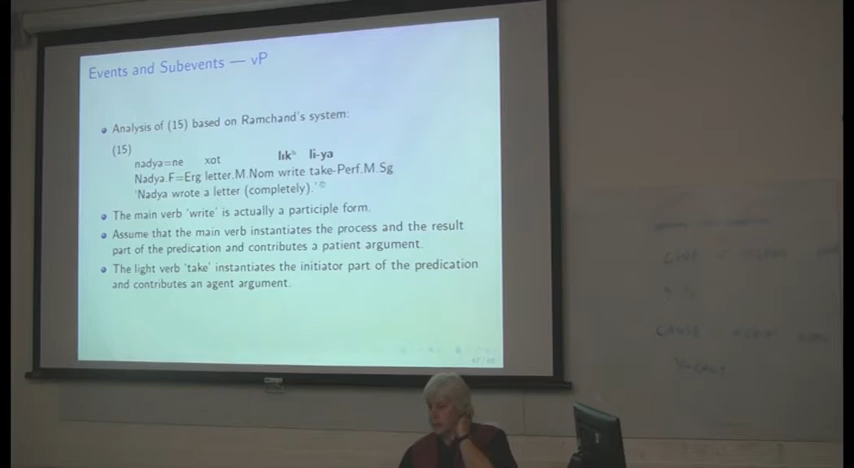 Events and Subevents — vP
• Analysis of (15) based on Ramchand's system:
(15)
nadya=ne xɑt lɪkʰ li-ya
Nadya.F=Erg letter.M.Nom write take-Perf.M.Sg
'Nadya wrote a letter (completely).'
• The main verb 'write' is actually a participle form.
• Assume that the main verb instantiates the process and the result
part of the predication and contributes a patient argument.
• The light verb 'take' instantiates the initiator part of the predication
and contributes an agent argument.
CAUSE